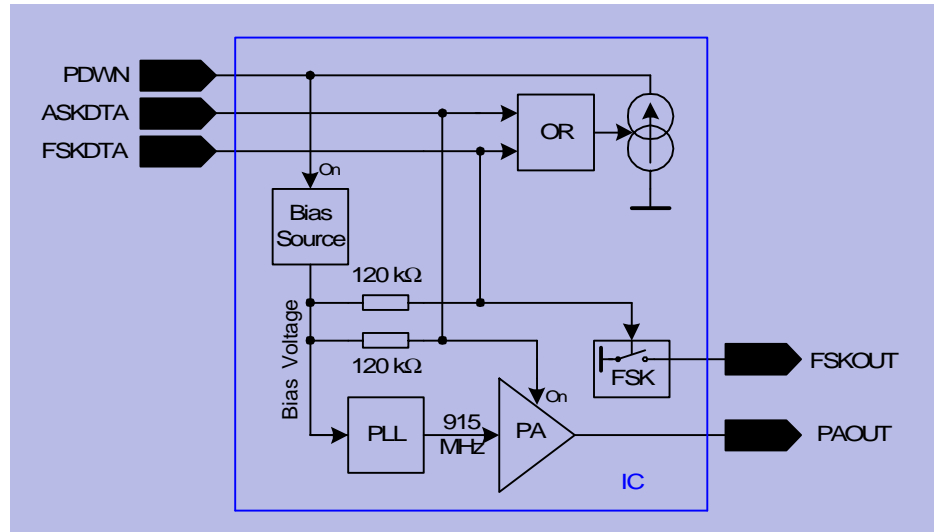 PDWN
ASKDTA
FSKDTA
OR
On
Bias
Source
120 kΩ
Bias Voltage
120 kΩ
FSK
FSKOUT
On
PLL
915
MHz
PA
PAOUT
IC